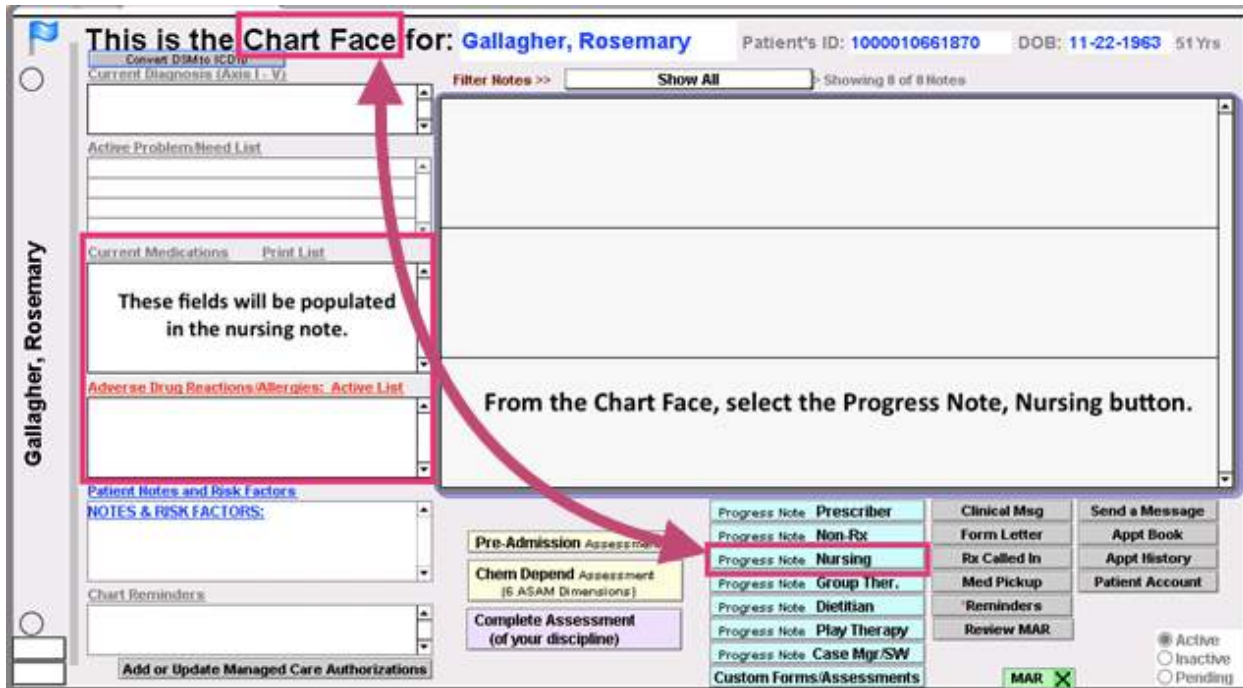 This is the Chart Face for: Gallagher, Rosemary Patient's ID: 1000010661870 DOB: 11-22-1963 51 Yrs
Convert DSM to ICD10
Current Diagnosis (Axis I - V)
Filter Notes >> Show All > Showing 8 of 8 Notes
Active Problem/Need List
Gallagher, Rosemary
Current Medications Print List
These fields will be populated
in the nursing note.
Adverse Drug Reactions/Allergies: Active List
From the Chart Face, select the Progress Note, Nursing button.
Patient Notes and Risk Factors
NOTES & RISK FACTORS:
Chart Reminders
Add or Update Managed Care Authorizations
Pre-Admission Assessment
Chem Depend Assessment
(6 ASAM Dimensions)
Complete Assessment
(of your discipline)
Progress Note Prescriber
Progress Note Non-Rx
Progress Note Nursing
Progress Note Group Ther.
Progress Note Dietitian
Progress Note Play Therapy
Progress Note Case Mgr/SW
Custom Forms/Assessments
Clinical Msg
Form Letter
Rx Called In
Med Pickup
*Reminders
Review MAR
MAR X
Send a Message
Appt Book
Appt History
Patient Account
Active
Inactive
Pending